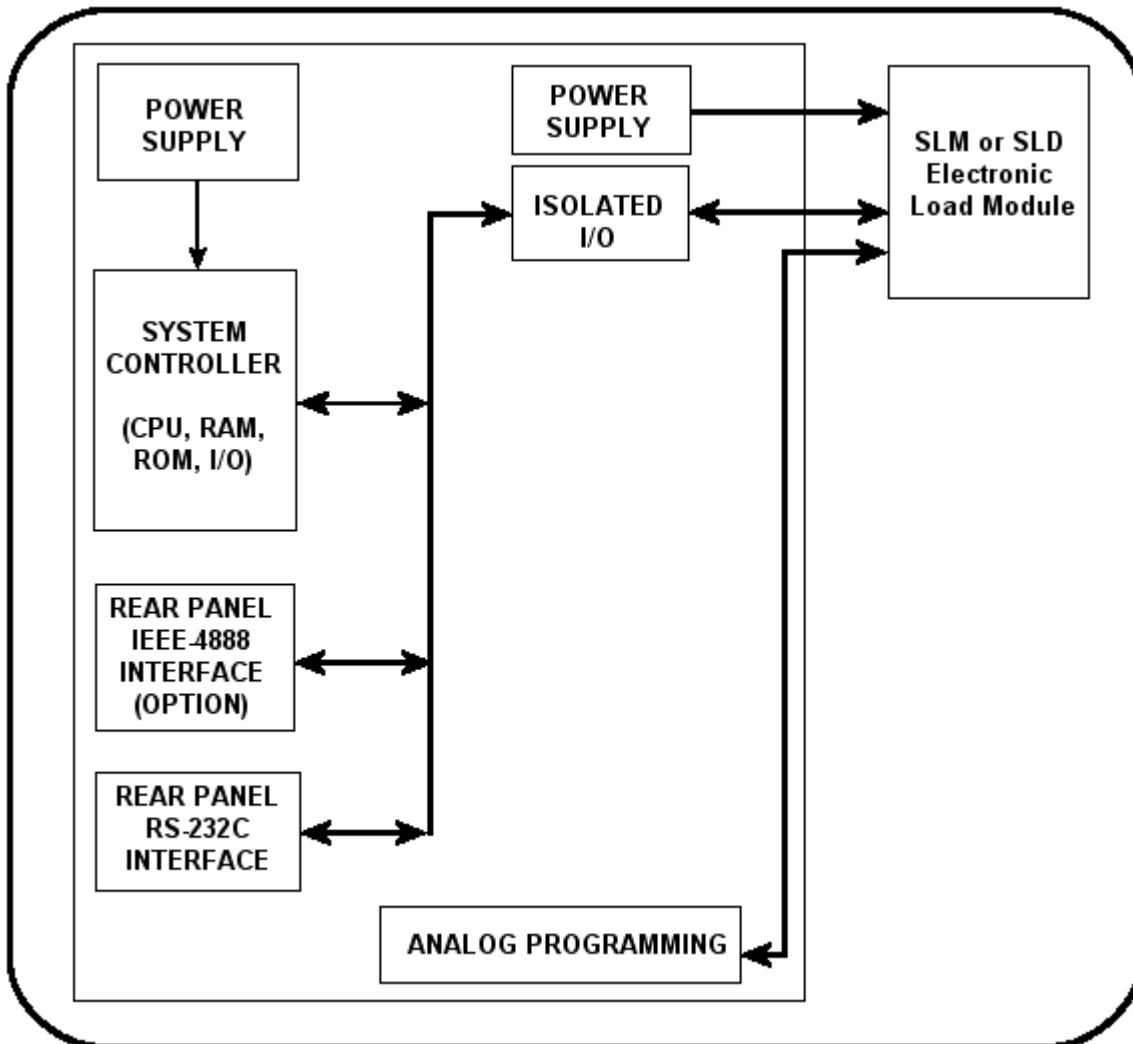 POWER
SUPPLY
SYSTEM
CONTROLLER
(CPU, RAM,
ROM, I/O)
REAR PANEL
IEEE-4888
INTERFACE
(OPTION)
REAR PANEL
RS-232C
INTERFACE
POWER
SUPPLY
ISOLATED
I/O
SLM or SLD
Electronic
Load Module
ANALOG PROGRAMMING